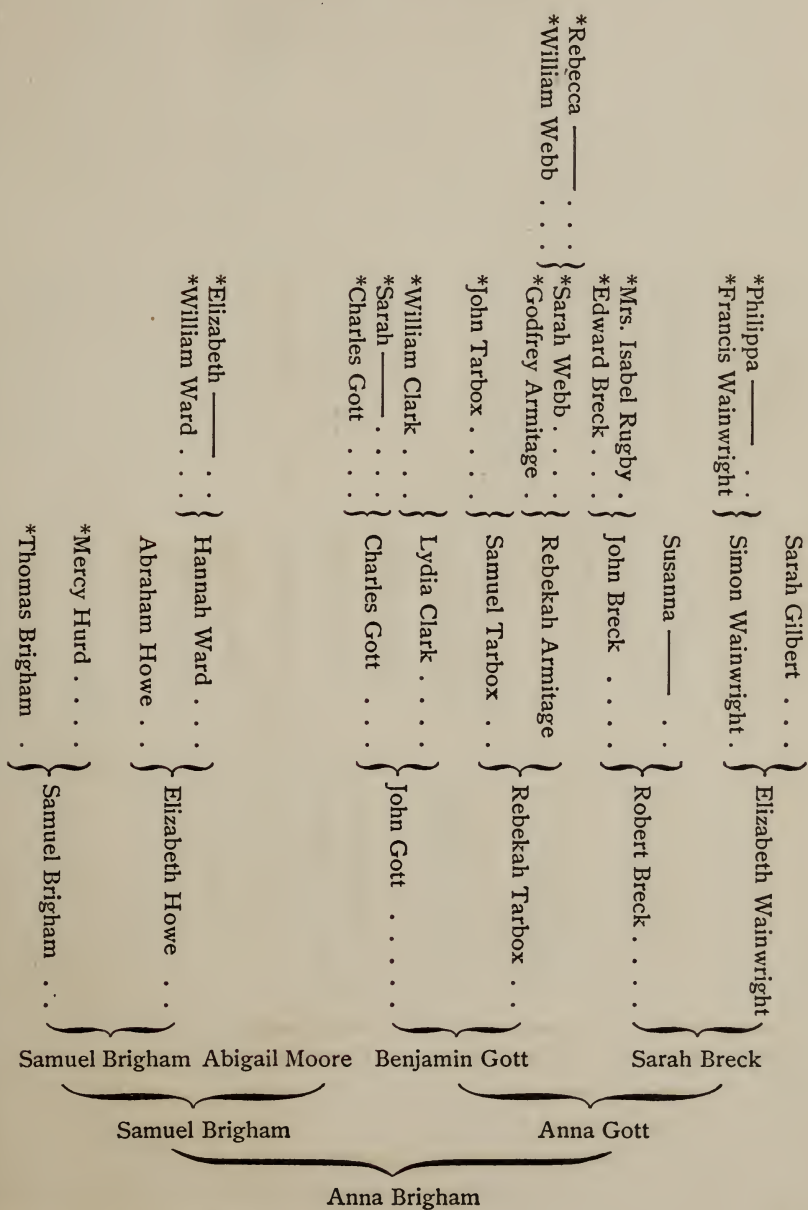 *Rebecca —— . . .
*William Webb . . .
*Philippa —— . .
*Francis Wainwright
*Mrs. Isabel Rugby .
*Edward Breck . . .
*Sarah Webb . . . .
*Godfrey Armitage .
*John Tarbox . . . .
*William Clark . . .
*Sarah —— . . . .
*Charles Gott . . .
*Elizabeth —— . .
*William Ward . . .
Sarah Gilbert . . .
Simon Wainwright .
Susanna —— . .
John Breck . . . .
Rebekah Armitage
Samuel Tarbox . .
Lydia Clark . . . .
Charles Gott . . .
Hannah Ward . . .
Abraham Howe . .
*Mercy Hurd . . . .
*Thomas Brigham .
Elizabeth Wainwright
Robert Breck . . . .
Rebekah Tarbox . .
John Gott . . . . .
Elizabeth Howe . .
Samuel Brigham . .
Samuel Brigham Abigail Moore Benjamin Gott Sarah Breck
Samuel Brigham Anna Gott
Anna Brigham